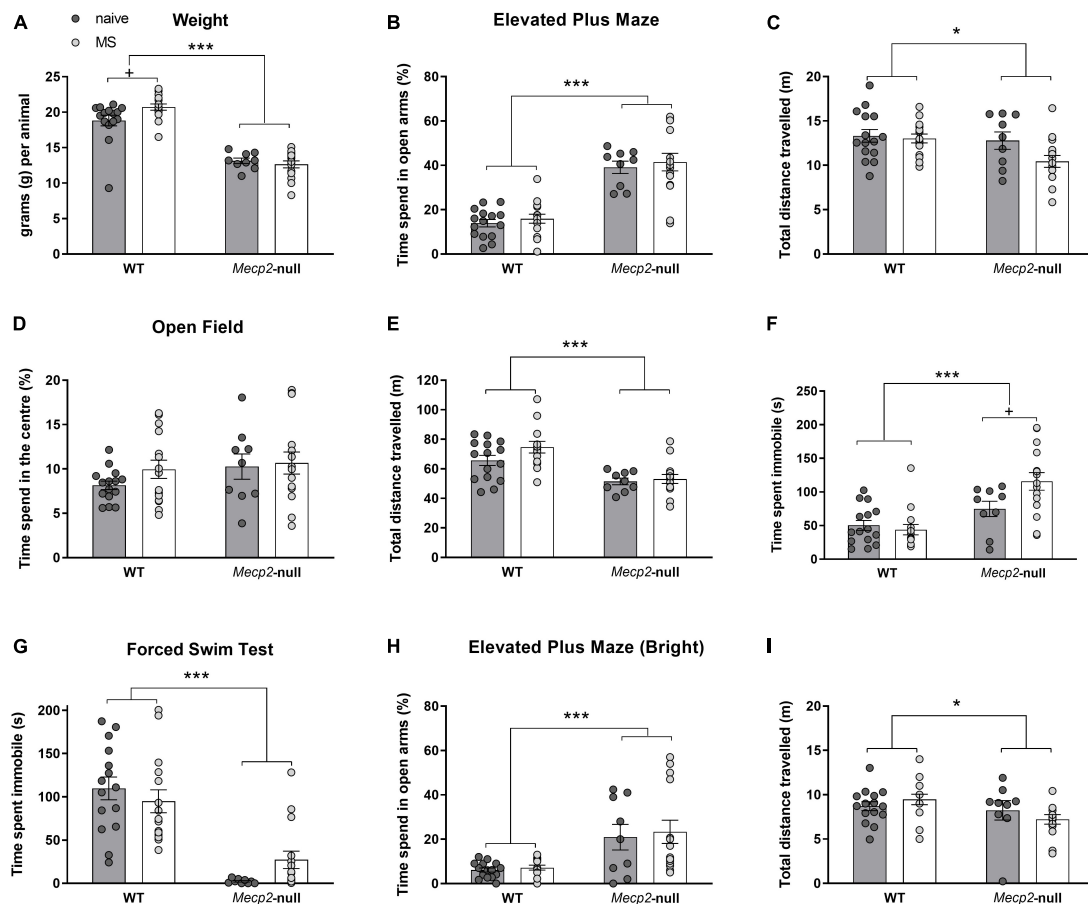 A
naive
MS
Weight
***
+
grams (g) per animal
25
20
15
10
5
0
WT
Mecp2-null
B
Elevated Plus Maze
***
Time spend in open arms (%)
80
60
40
20
0
WT
Mecp2-null
C
*
Total distance travelled (m)
20
15
10
5
0
WT
Mecp2-null
D
Open Field
Time spend in the centre (%)
20
15
10
5
0
WT
Mecp2-null
E
***
Total distance travelled (m)
120
100
80
60
40
20
0
WT
Mecp2-null
F
***
+
Time spent immobile (s)
250
200
150
100
50
0
WT
Mecp2-null
G
Forced Swim Test
***
Time spent immobile (s)
200
150
100
50
0
WT
Mecp2-null
H
Elevated Plus Maze (Bright)
***
Time spend in open arms (%)
80
60
40
20
0
WT
Mecp2-null
I
*
Total distance travelled (m)
20
15
10
5
0
WT
Mecp2-null